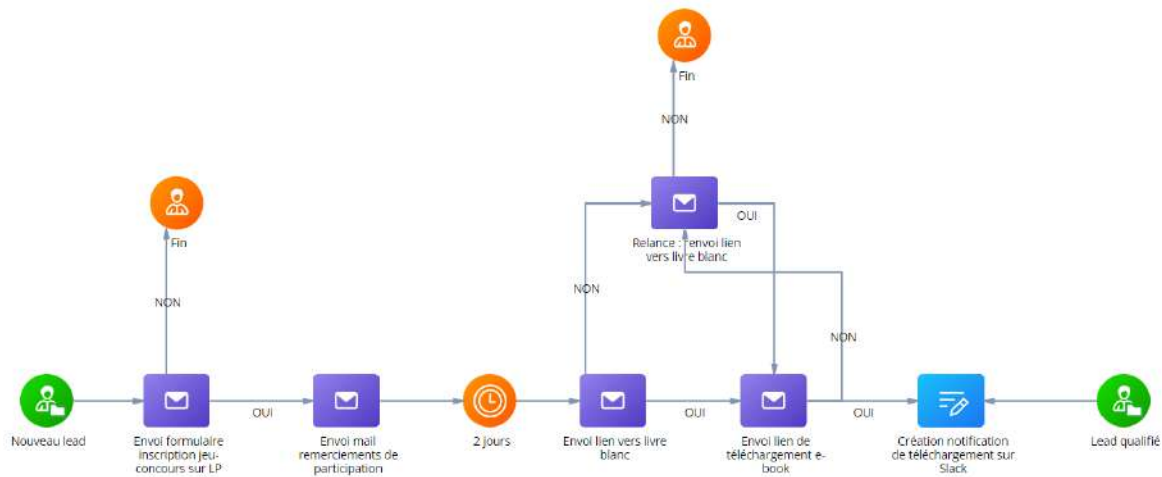 Fin
NON
Relance : renvoi lien
vers livre blanc
OUI
Fin
NON
NON
NON
Nouveau lead
Envoi formulaire
inscription jeu-
concours sur LP
OUI
Envoi mail
remerciements de
participation
2 jours
Envoi lien vers livre
blanc
OUI
Envoi lien de
téléchargement e-
book
OUI
Création notification
de téléchargement sur
Slack
Lead qualifié